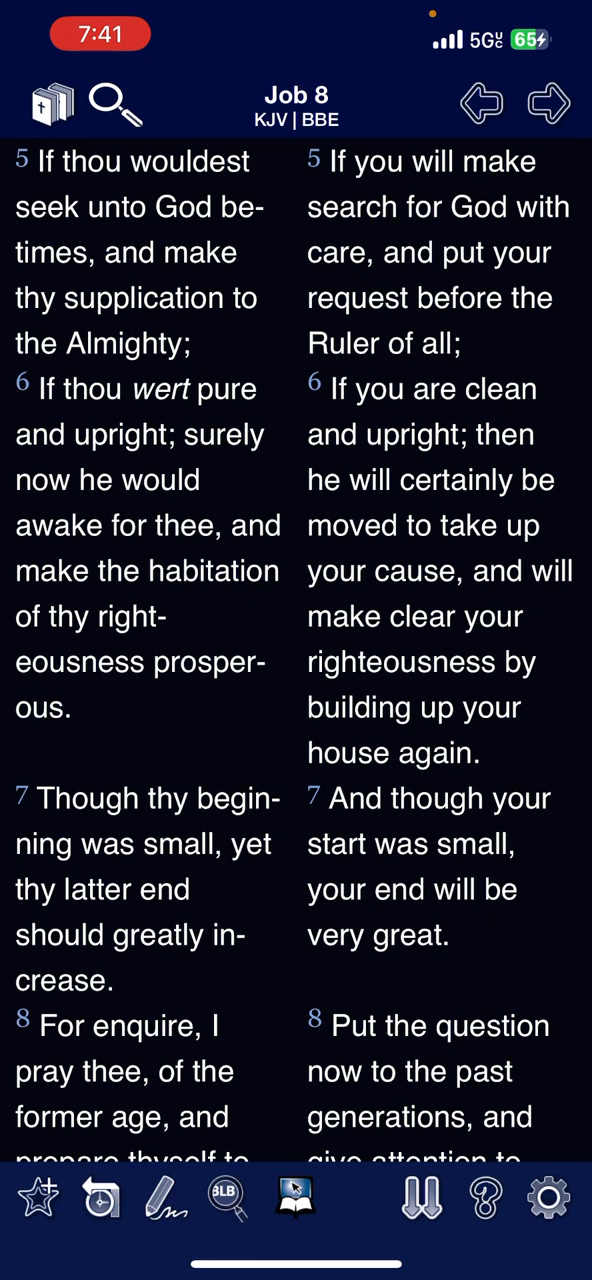 7:41
5G UC 65
Job 8
KJV | BBE
5 If thou wouldest
seek unto God be-
times, and make
thy supplication to
the Almighty;
6 If thou wert pure
and upright; surely
now he would
awake for thee, and
make the habitation
of thy right-
eousness prosper-
ous.
7 Though thy begin-
ning was small, yet
thy latter end
should greatly in-
crease.
8 For enquire, I
pray thee, of the
former age, and
prepare thyself to
5 If you will make
search for God with
care, and put your
request before the
Ruler of all;
6 If you are clean
and upright; then
he will certainly be
moved to take up
your cause, and will
make clear your
righteousness by
building up your
house again.
7 And though your
start was small,
your end will be
very great.
8 Put the question
now to the past
generations, and
give attention to
BLB